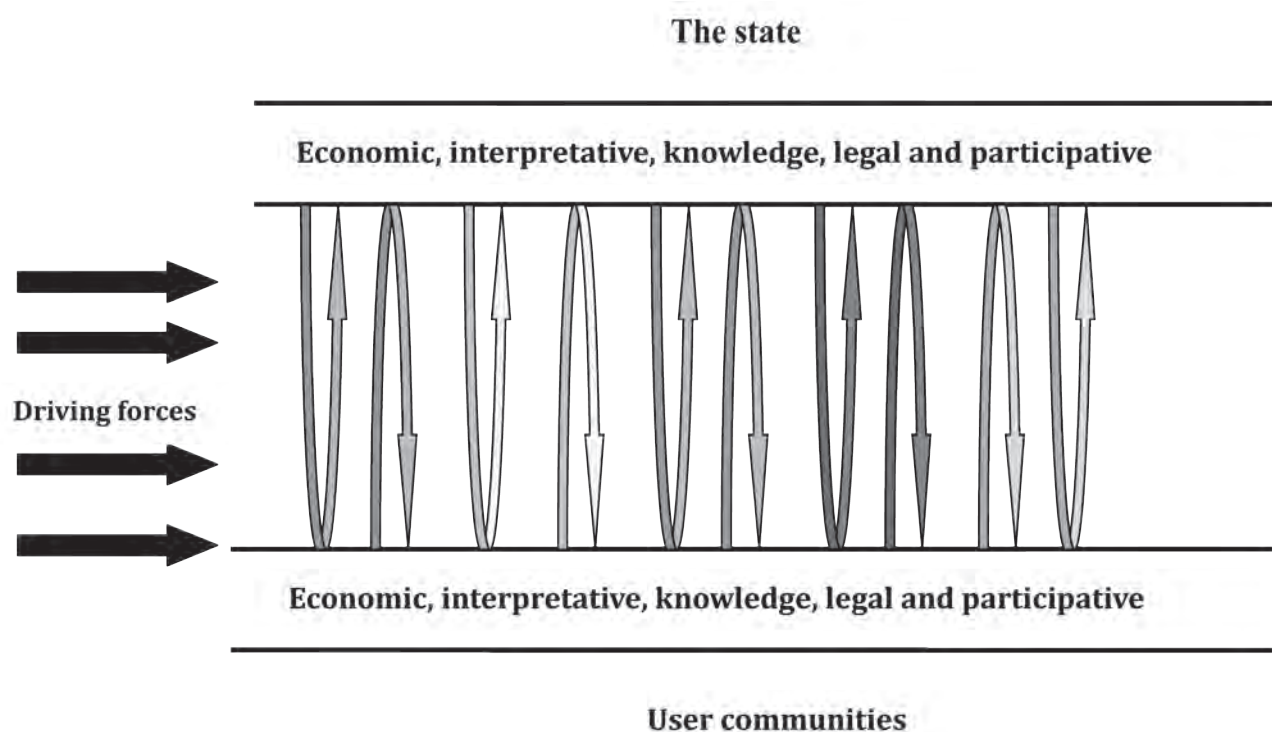 The state
Economic, interpretative, knowledge, legal and participative
Driving forces
Economic, interpretative, knowledge, legal and participative
User communities